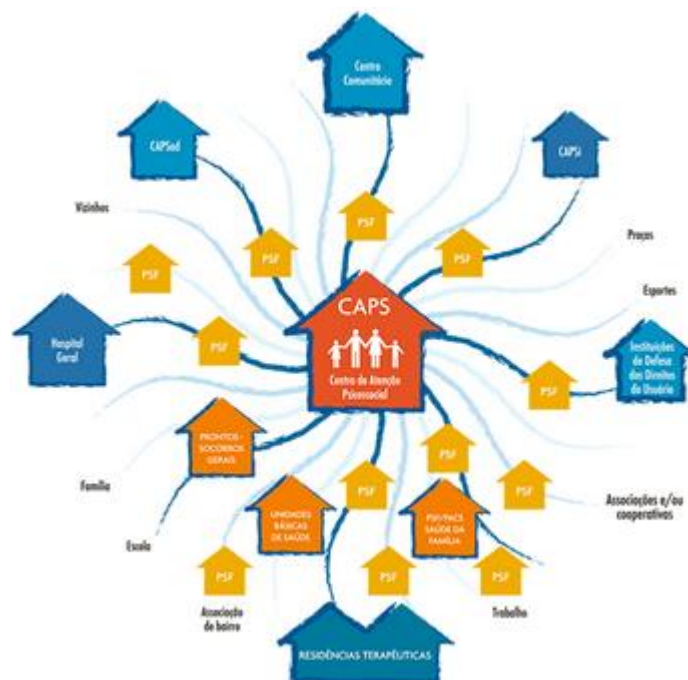 Centro
Comunitário
CAPSad
CAPSi
Vizinhos
PSF
PSF
PSF
PSF
Praças
Esportes
CAPS
Centro de Atenção
Psicossocial
Hospital
Geral
PSF
Instituições
de Defesa
dos Direitos
do Usuário
PSF
PRONTOS-
SOCORROS
GERAIS
PSF
PSF
PSF
Família
UNIDADES
BÁSICAS
DE SAÚDE
PSF/PACS
SAÚDE DA
FAMÍLIA
Associações e/ou
cooperativas
Escola
PSF
PSF
PSF
Associação
de bairro
Trabalho
RESIDÊNCIAS TERAPÊUTICAS